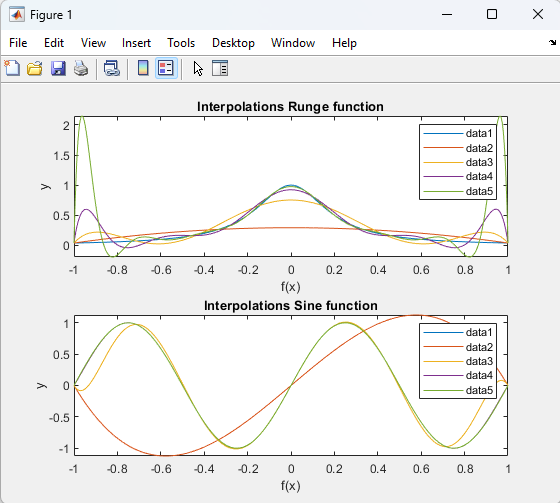 Figure 1
File Edit View Insert Tools Desktop Window Help
Interpolations Runge function
2
1.5
1
0.5
0
y
data1
data2
data3
data4
data5
-1 -0.8 -0.6 -0.4 -0.2 0 0.2 0.4 0.6 0.8 1
f(x)
Interpolations Sine function
1
0.5
0
-0.5
-1
y
data1
data2
data3
data4
data5
-1 -0.8 -0.6 -0.4 -0.2 0 0.2 0.4 0.6 0.8 1
f(x)